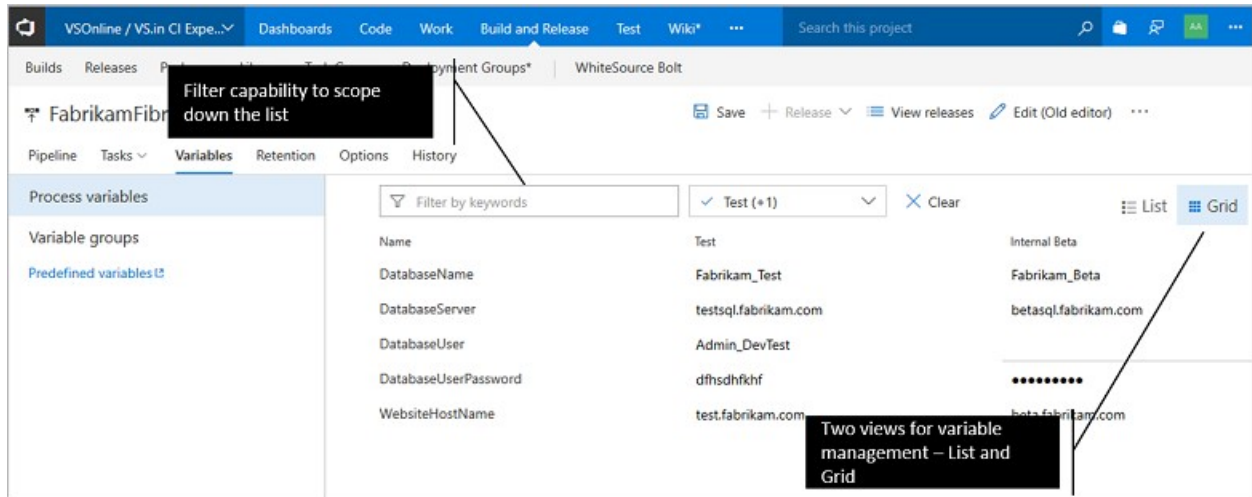 VSOnline / VS.in CI Expe...
Dashboards
Code
Work
Build and Release
Test
Wiki*
...
Search this project
AA
...
Builds
Releases
Deployment Groups*
WhiteSource Bolt
Filter capability to scope
down the list
FabrikamFibr
Save
Release
View releases
Edit (Old editor)
...
Pipeline
Tasks
Variables
Retention
Options
History
Process variables
Variable groups
Predefined variables
Filter by keywords
Test (+1)
Clear
List
Grid
Name
Test
Internal Beta
DatabaseName
Fabrikam_Test
Fabrikam_Beta
DatabaseServer
testsql.fabrikam.com
betasql.fabrikam.com
DatabaseUser
Admin_DevTest
DatabaseUserPassword
dfhsdhfkhf
•••••••••
WebsiteHostName
test.fabrikam.com
beta.fabrikam.com
Two views for variable
management – List and
Grid